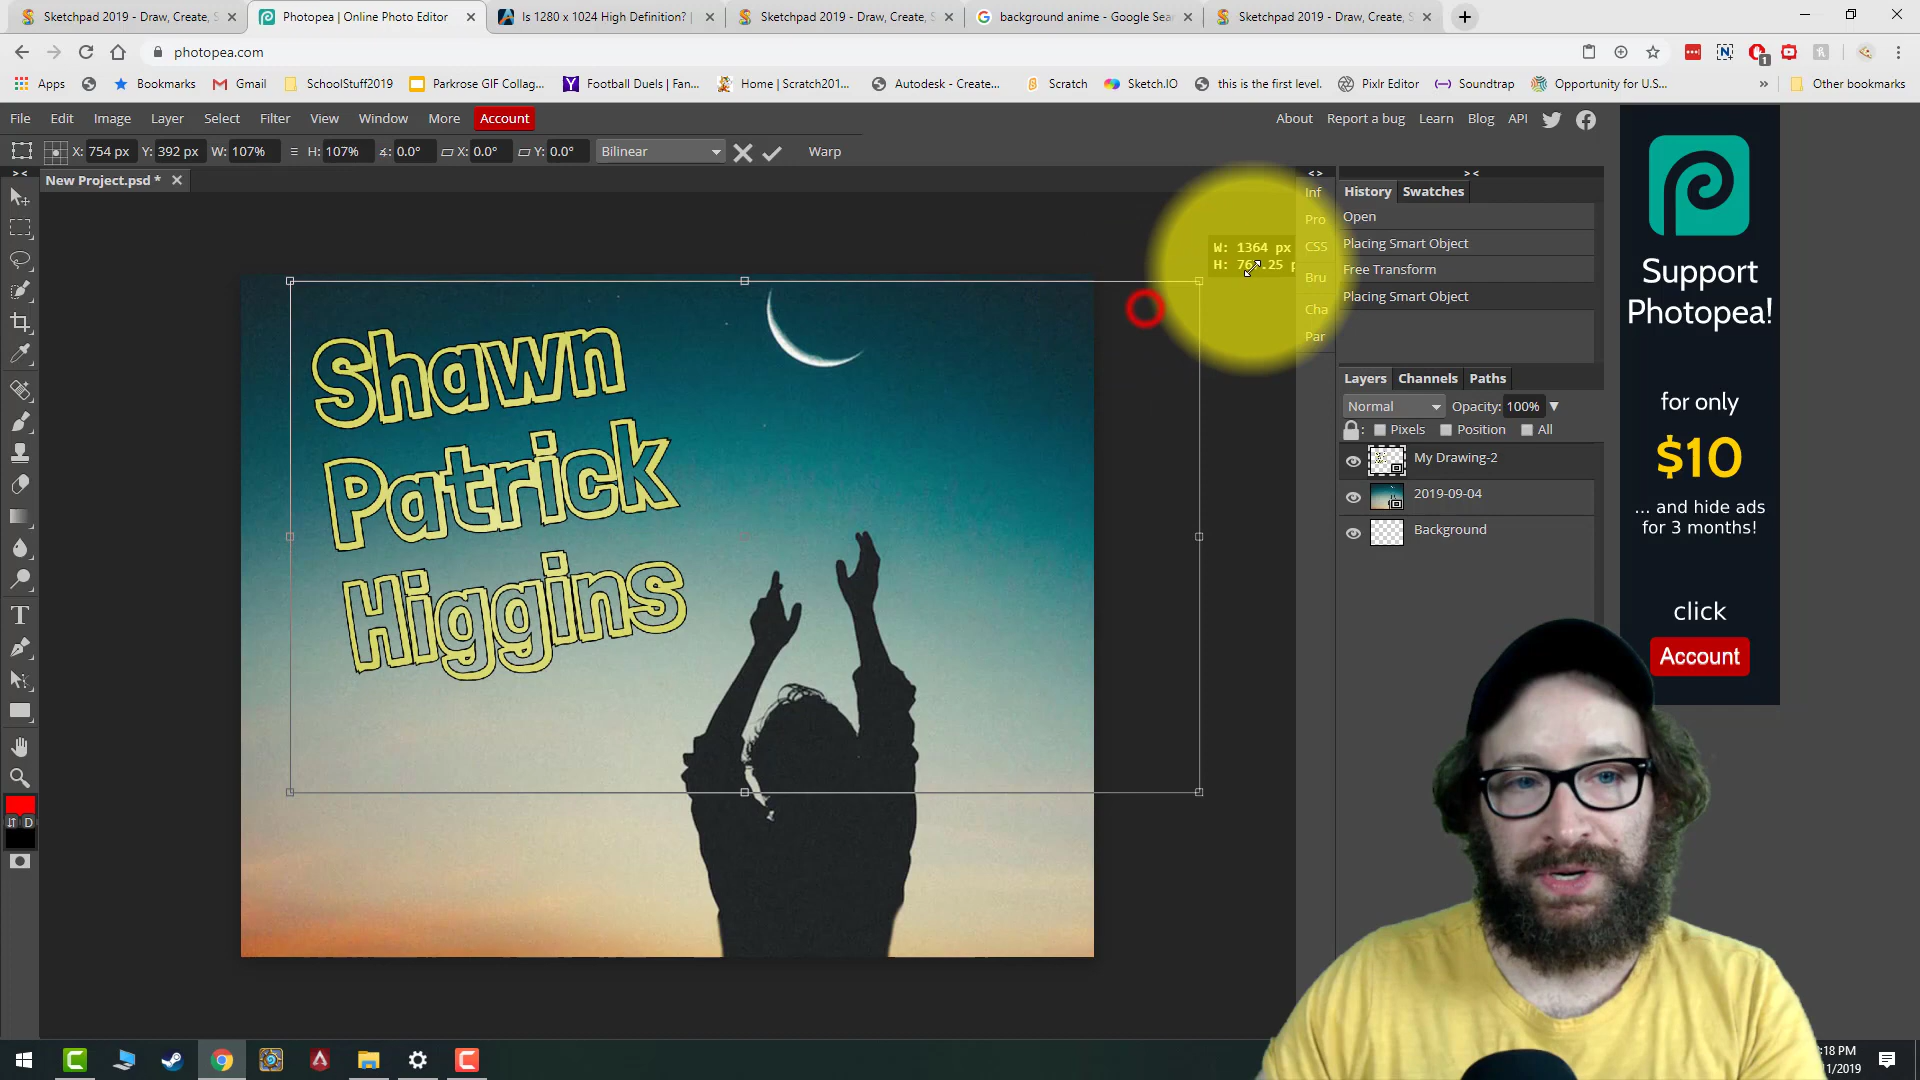 Sketchpad 2019 - Draw, Create, S
Photopea | Online Photo Editor
Is 1280 x 1024 High Definition? |
Sketchpad 2019 - Draw, Create, S
background anime - Google Sea
Sketchpad 2019 - Draw, Create, S
photopea.com
Apps
Bookmarks
Gmail
SchoolStuff2019
Parkrose GIF Collag...
Football Duels | Fan...
Home | Scratch201...
Autodesk - Create...
Scratch
Sketch.IO
this is the first level.
Pixlr Editor
Soundtrap
Opportunity for U.S...
»
Other bookmarks
File Edit Image Layer Select Filter View Window More Account
About Report a bug Learn Blog API
X: 754 px Y: 392 px W: 107% H: 107% 0.0° X: 0.0° Y: 0.0° Bilinear Warp
New Project.psd *
Shawn
Patrick
Higgins
W: 1364 px
Inf
Pro
CSS
Bru
Cha
Par
History Swatches
Open
Placing Smart Object
Free Transform
Placing Smart Object
Layers Channels Paths
Normal Opacity: 100%
Pixels Position All
My Drawing-2
2019-09-04
Background
Support
Photopea!
for only
$10
... and hide ads
for 3 months!
click
Account
D
:18 PM